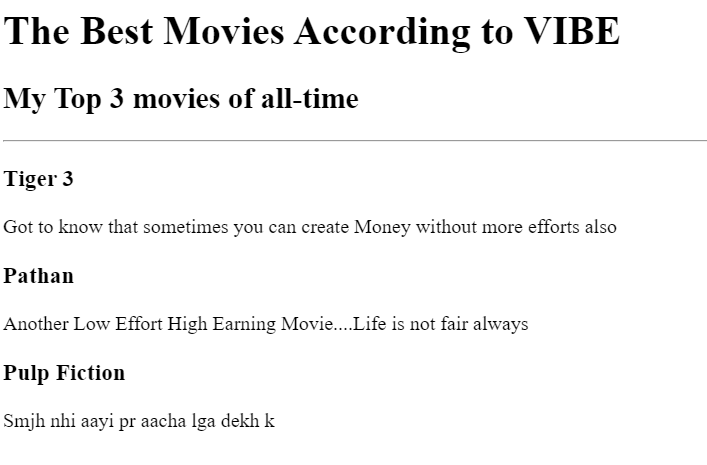 The Best Movies According to VIBE
My Top 3 movies of all-time
Tiger 3
Got to know that sometimes you can create Money without more efforts also
Pathan
Another Low Effort High Earning Movie....Life is not fair always
Pulp Fiction
Smjh nhi aayi pr aacha lga dekh k